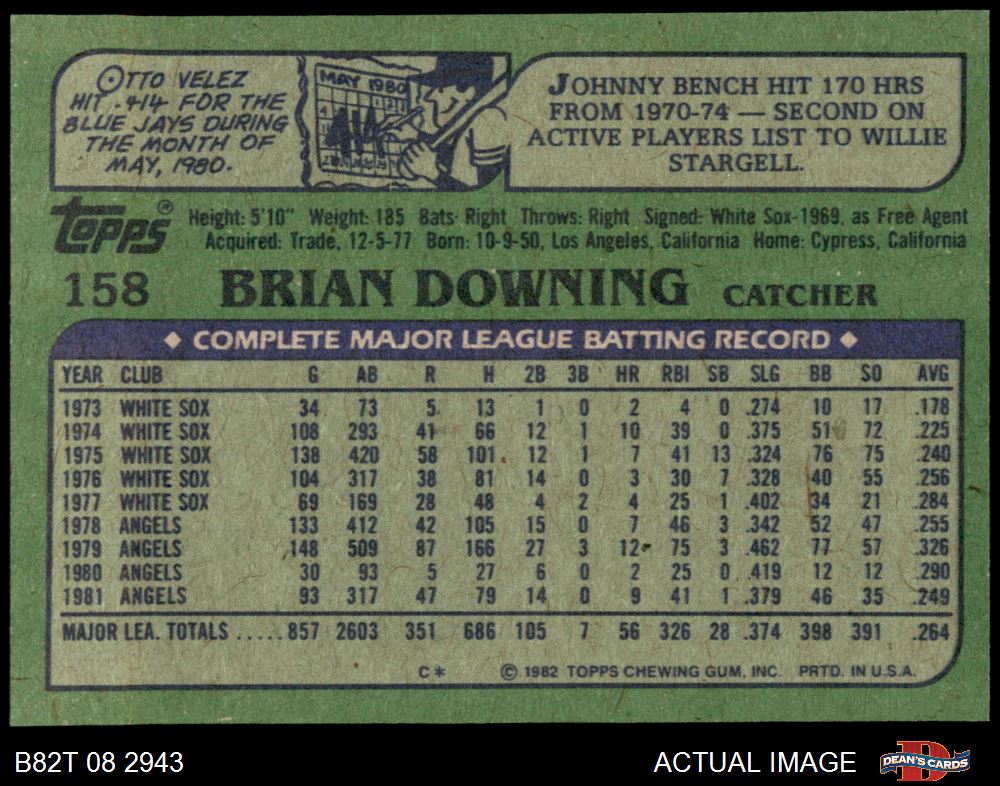 OTTO VELEZ
HIT .414 FOR THE
BLUE JAYS DURING
THE MONTH OF
MAY, 1980.
MAY 1980
.414
JOHNNY BENCH HIT 170 HRS
FROM 1970-74 — SECOND ON
ACTIVE PLAYERS LIST TO WILLIE
STARGELL.
topps®
Height: 5'10" Weight: 185 Bats: Right Throws: Right Signed: White Sox-1969, as Free Agent
Acquired: Trade, 12-5-77 Born: 10-9-50, Los Angeles, California Home: Cypress, California
158 BRIAN DOWNING CATCHER
◆ COMPLETE MAJOR LEAGUE BATTING RECORD ◆
YEAR CLUB G AB R H 2B 3B HR RBI SB SLG BB SO AVG
1973 WHITE SOX 34 73 5 13 1 0 2 4 0 .274 10 17 .178
1974 WHITE SOX 108 293 41 66 12 1 10 39 0 .375 51 72 .225
1975 WHITE SOX 138 420 58 101 12 1 7 41 13 .324 76 75 .240
1976 WHITE SOX 104 317 38 81 14 0 3 30 7 .328 40 55 .256
1977 WHITE SOX 69 169 28 48 4 2 4 25 1 .402 34 21 .284
1978 ANGELS 133 412 42 105 15 0 7 46 3 .342 52 47 .255
1979 ANGELS 148 509 87 166 27 3 12 75 3 .462 77 57 .326
1980 ANGELS 30 93 5 27 6 0 2 25 0 .419 12 12 .290
1981 ANGELS 93 317 47 79 14 0 9 41 1 .379 46 35 .249
MAJOR LEA. TOTALS .....857 2603 351 686 105 7 56 326 28 .374 398 391 .264
C* © 1982 TOPPS CHEWING GUM, INC. PRTD. IN U.S.A.
B82T 08 2943
ACTUAL IMAGE
D
DEAN'S CARDS